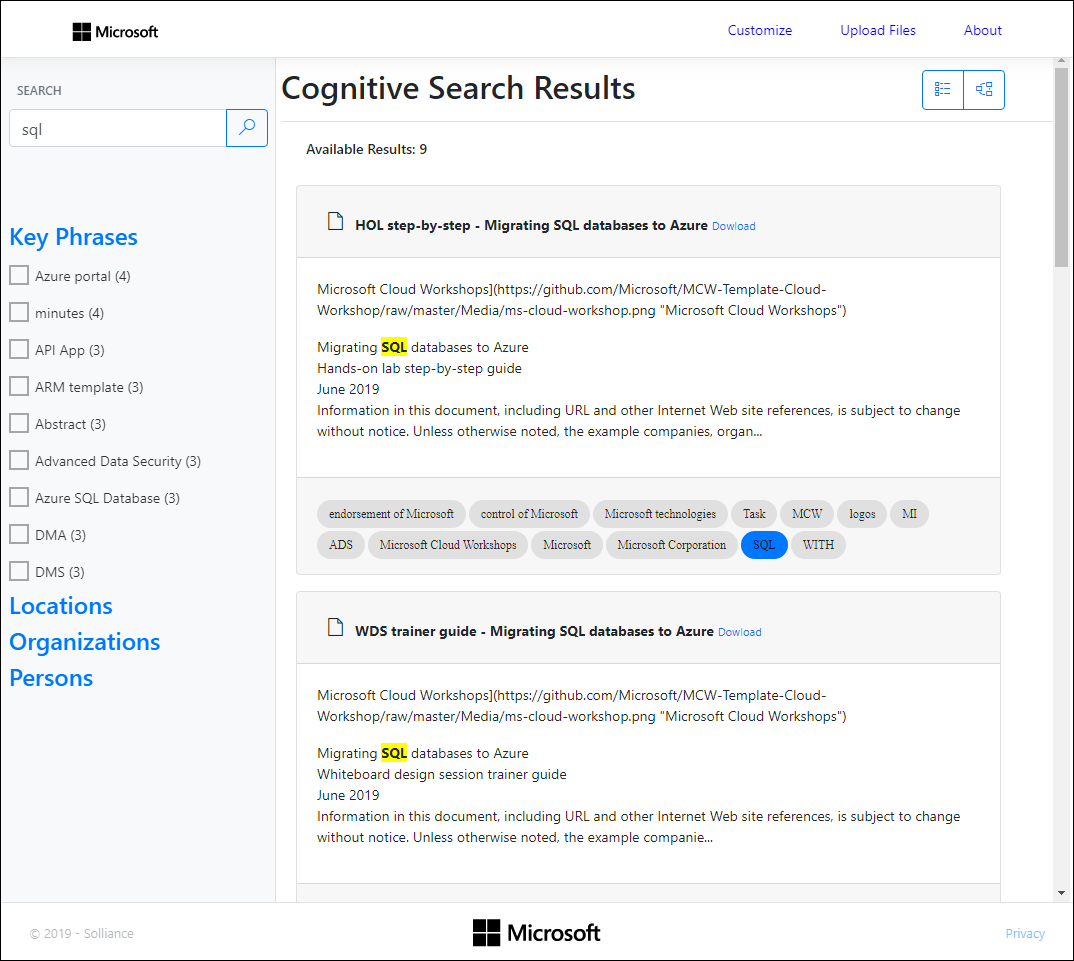 Microsoft
Customize
Upload Files
About
SEARCH
sql
Key Phrases
Azure portal (4)
minutes (4)
API App (3)
ARM template (3)
Abstract (3)
Advanced Data Security (3)
Azure SQL Database (3)
DMA (3)
DMS (3)
Locations
Organizations
Persons
Cognitive Search Results
Available Results: 9
HOL step-by-step - Migrating SQL databases to Azure Dowload
Microsoft Cloud Workshops](https://github.com/Microsoft/MCW-Template-Cloud-
Workshop/raw/master/Media/ms-cloud-workshop.png "Microsoft Cloud Workshops")
Migrating SQL databases to Azure
Hands-on lab step-by-step guide
June 2019
Information in this document, including URL and other Internet Web site references, is subject to change
without notice. Unless otherwise noted, the example companies, organ...
endorsement of Microsoft control of Microsoft Microsoft technologies Task MCW logos MI
ADS Microsoft Cloud Workshops Microsoft Microsoft Corporation SQL WITH
WDS trainer guide - Migrating SQL databases to Azure Dowload
Microsoft Cloud Workshops](https://github.com/Microsoft/MCW-Template-Cloud-
Workshop/raw/master/Media/ms-cloud-workshop.png "Microsoft Cloud Workshops")
Migrating SQL databases to Azure
Whiteboard design session trainer guide
June 2019
Information in this document, including URL and other Internet Web site references, is subject to change
without notice. Unless otherwise noted, the example companie...
© 2019 - Solliance
Microsoft
Privacy